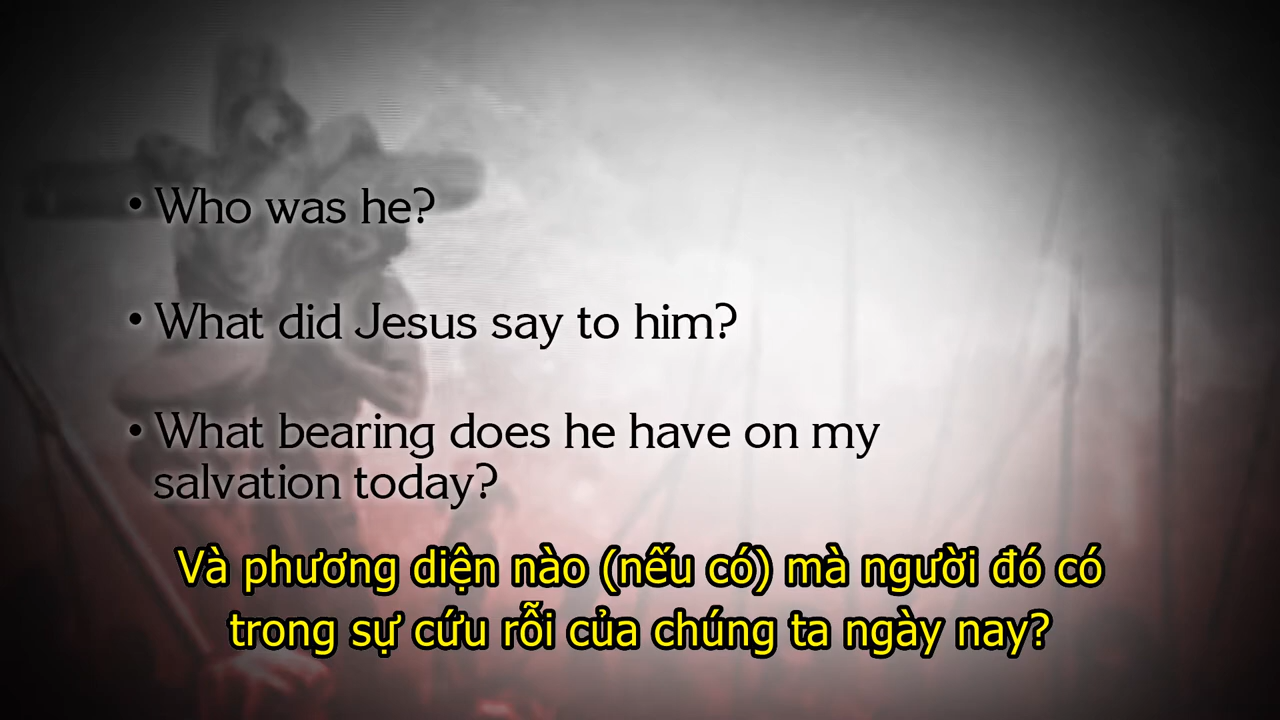 • Who was he?
• What did Jesus say to him?
• What bearing does he have on my
salvation today?
Và phương diện nào (nếu có) mà người đó có
trong sự cứu rỗi của chúng ta ngày nay?